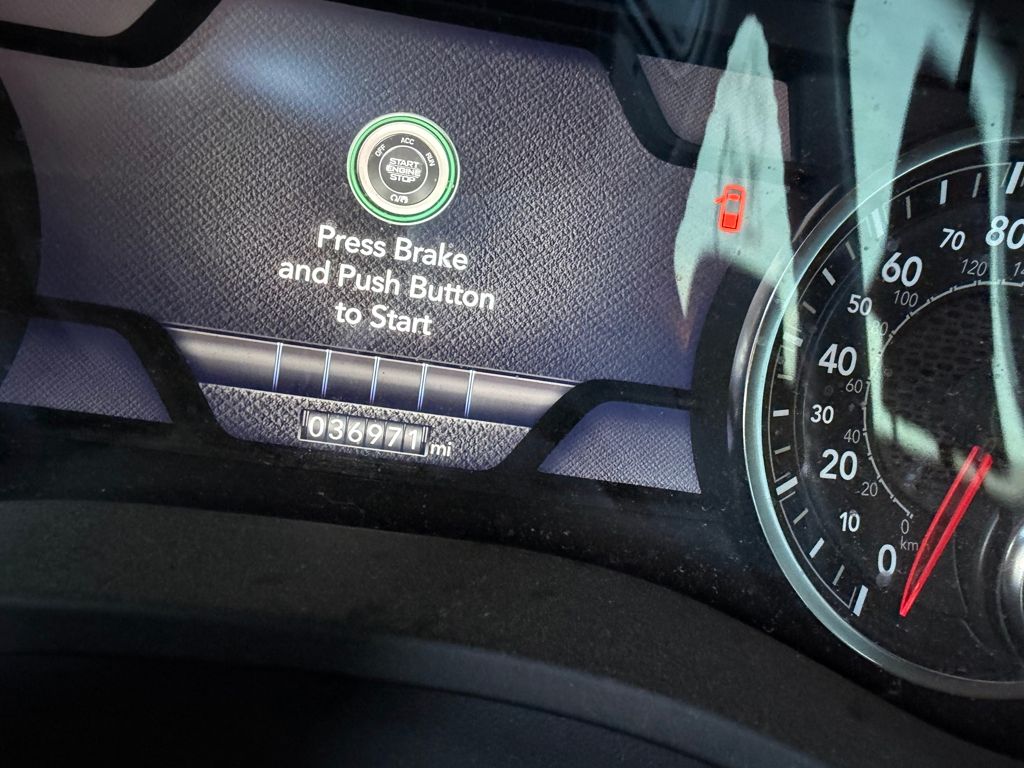 OFF ACC RUN
START
ENGINE
STOP
Press Brake
and Push Button
to Start
036971 mi
80
70
60
50
40
30
20
10
0
120
100
80
60
40
20
0
km/h